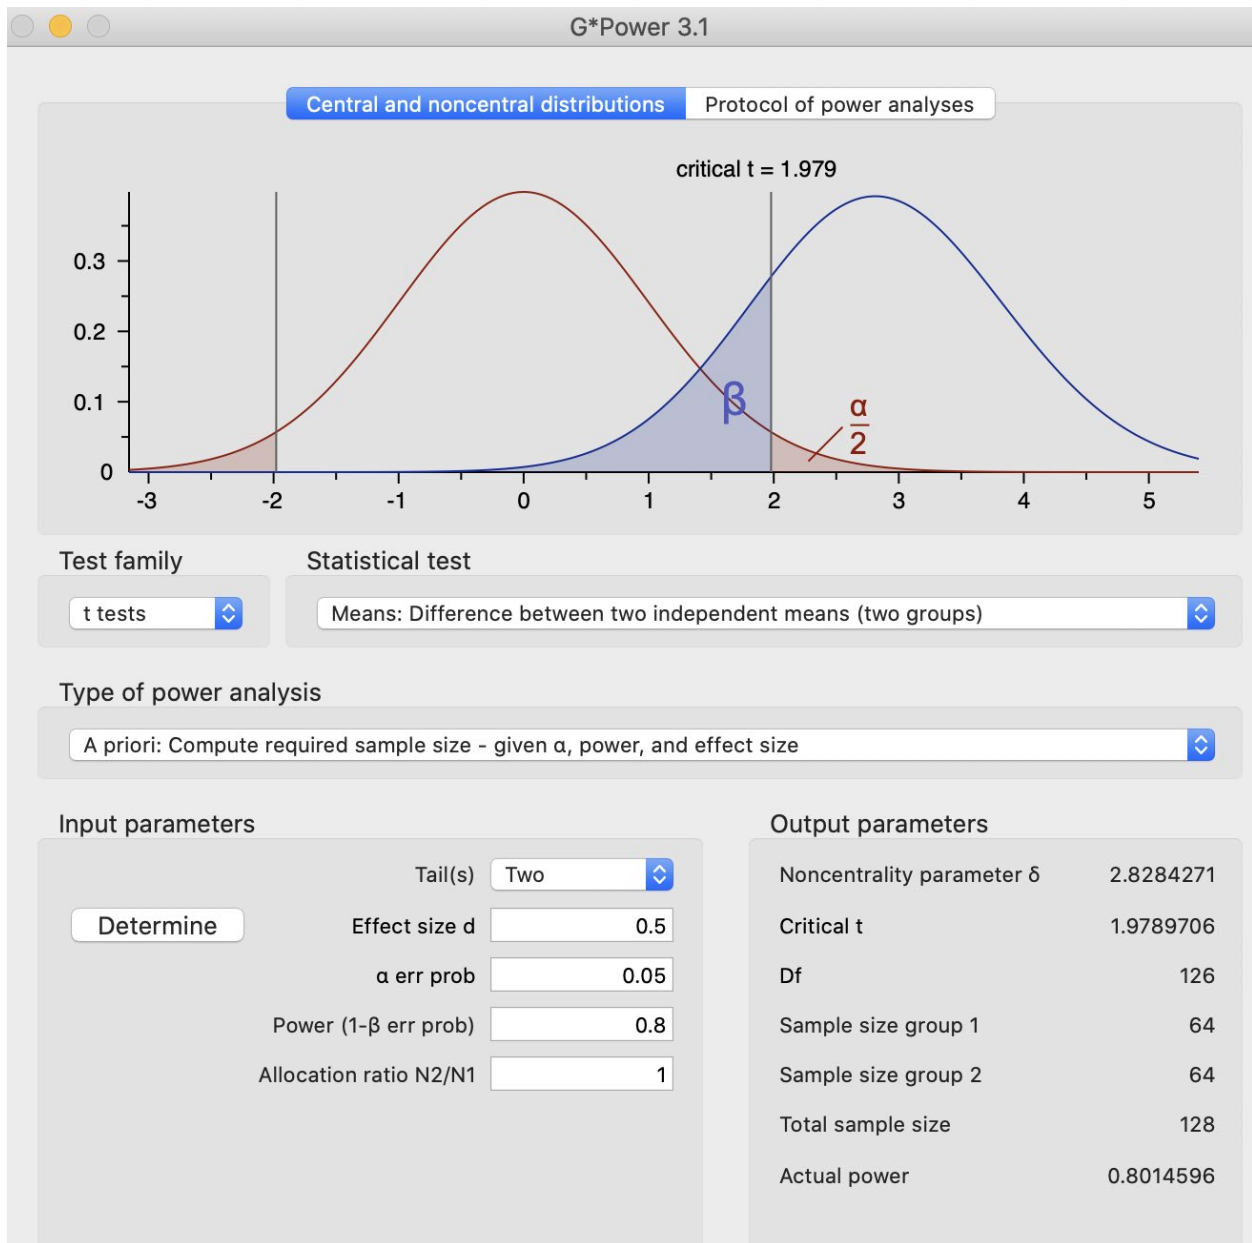 G*Power 3.1
Central and noncentral distributions Protocol of power analyses
critical t = 1.979
0.3
0.2
0.1
0
β
α
2
-3 -2 -1 0 1 2 3 4 5
Test family Statistical test
t tests Means: Difference between two independent means (two groups)
Type of power analysis
A priori: Compute required sample size - given α, power, and effect size
Input parameters Output parameters
Tail(s) Two Noncentrality parameter δ 2.8284271
Determine Effect size d 0.5 Critical t 1.9789706
α err prob 0.05 Df 126
Power (1-β err prob) 0.8 Sample size group 1 64
Allocation ratio N2/N1 1 Sample size group 2 64
Total sample size 128
Actual power 0.8014596